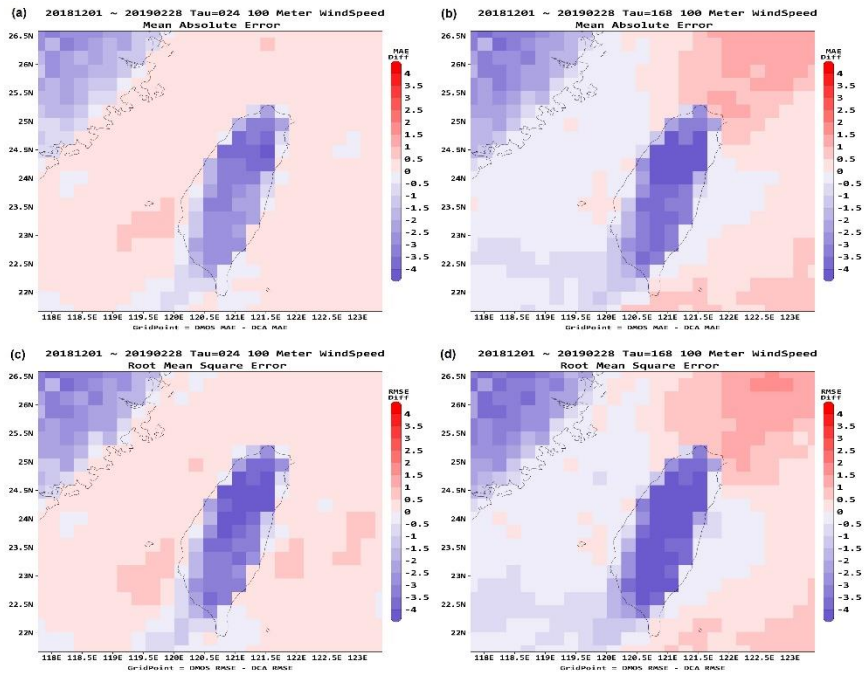 (a)
20181201 ~ 20190228 Tau=024 100 Meter WindSpeed
Mean Absolute Error
26.5N
26N
25.5N
25N
24.5N
24N
23.5N
23N
22.5N
22N
118E 118.5E 119E 119.5E 120E 120.5E 121E 121.5E 122E 122.5E 123E
GridPoint = DMOS MAE - DCA MAE
MAE
Diff
4
3.5
3
2.5
2
1.5
1
0.5
0
-0.5
-1
-1.5
-2
-2.5
-3
-3.5
-4
(b)
20181201 ~ 20190228 Tau=168 100 Meter WindSpeed
Mean Absolute Error
26.5N
26N
25.5N
25N
24.5N
24N
23.5N
23N
22.5N
22N
118E 118.5E 119E 119.5E 120E 120.5E 121E 121.5E 122E 122.5E 123E
GridPoint = DMOS MAE - DCA MAE
MAE
Diff
4
3.5
3
2.5
2
1.5
1
0.5
0
-0.5
-1
-1.5
-2
-2.5
-3
-3.5
-4
(c)
20181201 ~ 20190228 Tau=024 100 Meter WindSpeed
Root Mean Square Error
26.5N
26N
25.5N
25N
24.5N
24N
23.5N
23N
22.5N
22N
118E 118.5E 119E 119.5E 120E 120.5E 121E 121.5E 122E 122.5E 123E
GridPoint = DMOS RMSE - DCA RMSE
RMSE
Diff
4
3.5
3
2.5
2
1.5
1
0.5
0
-0.5
-1
-1.5
-2
-2.5
-3
-3.5
-4
(d)
20181201 ~ 20190228 Tau=168 100 Meter WindSpeed
Root Mean Square Error
26.5N
26N
25.5N
25N
24.5N
24N
23.5N
23N
22.5N
22N
118E 118.5E 119E 119.5E 120E 120.5E 121E 121.5E 122E 122.5E 123E
GridPoint = DMOS RMSE - DCA RMSE
RMSE
Diff
4
3.5
3
2.5
2
1.5
1
0.5
0
-0.5
-1
-1.5
-2
-2.5
-3
-3.5
-4